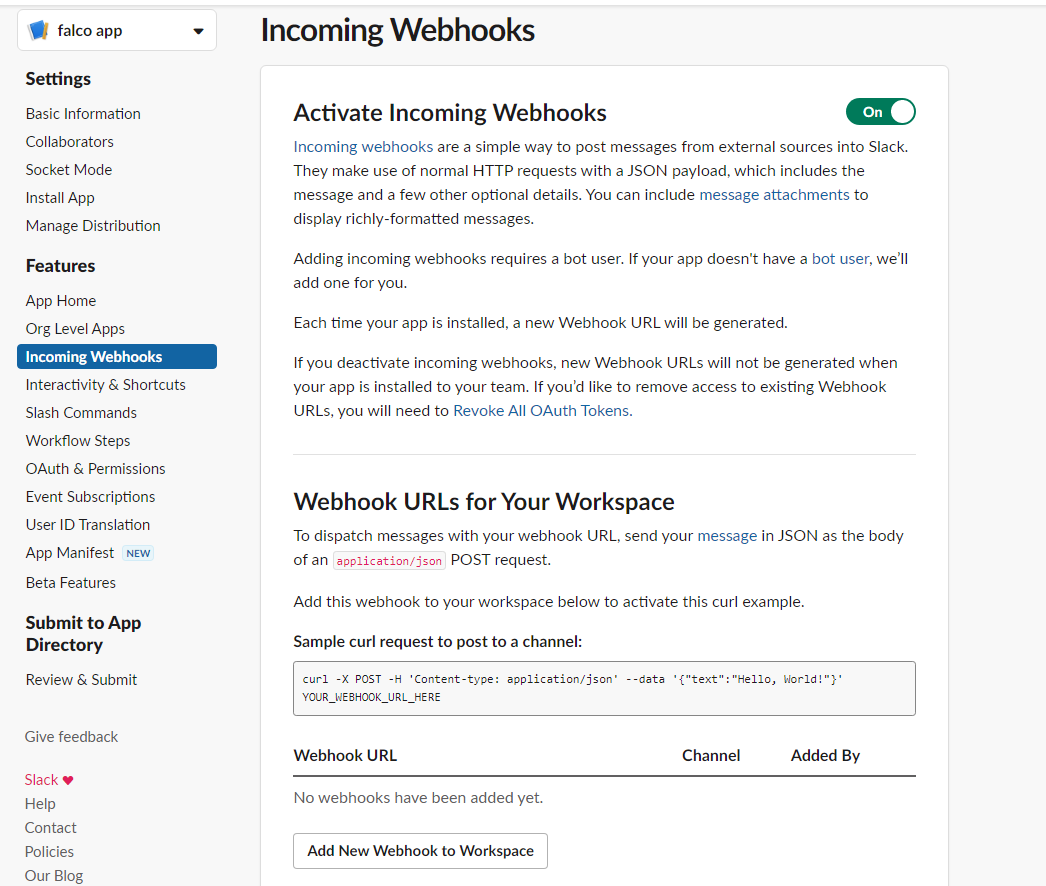 falco app
Settings
Basic Information
Collaborators
Socket Mode
Install App
Manage Distribution
Features
App Home
Org Level Apps
Incoming Webhooks
Interactivity & Shortcuts
Slash Commands
Workflow Steps
OAuth & Permissions
Event Subscriptions
User ID Translation
App Manifest NEW
Beta Features
Submit to App
Directory
Review & Submit
Give feedback
Slack ♥
Help
Contact
Policies
Our Blog
Incoming Webhooks
Activate Incoming Webhooks
On
Incoming webhooks are a simple way to post messages from external sources into Slack.
They make use of normal HTTP requests with a JSON payload, which includes the
message and a few other optional details. You can include message attachments to
display richly-formatted messages.
Adding incoming webhooks requires a bot user. If your app doesn't have a bot user, we’ll
add one for you.
Each time your app is installed, a new Webhook URL will be generated.
If you deactivate incoming webhooks, new Webhook URLs will not be generated when
your app is installed to your team. If you’d like to remove access to existing Webhook
URLs, you will need to Revoke All OAuth Tokens.
Webhook URLs for Your Workspace
To dispatch messages with your webhook URL, send your message in JSON as the body
of an application/json POST request.
Add this webhook to your workspace below to activate this curl example.
Sample curl request to post to a channel:
curl -X POST -H 'Content-type: application/json' --data '{"text":"Hello, World!"}'
YOUR_WEBHOOK_URL_HERE
Webhook URL Channel Added By
No webhooks have been added yet.
Add New Webhook to Workspace